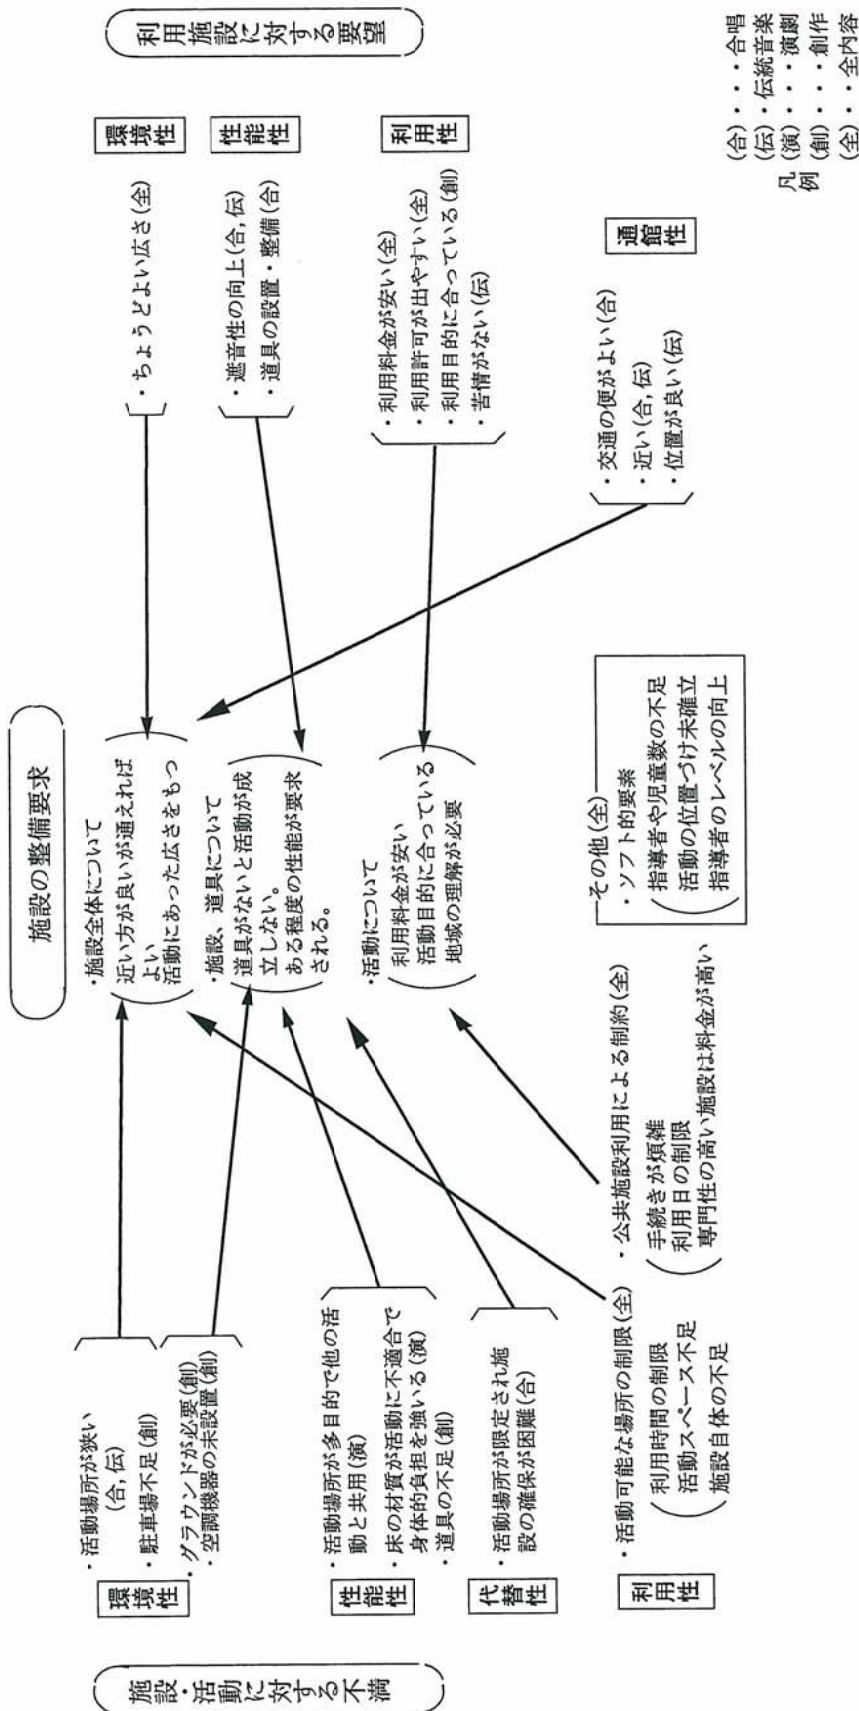 施設・活動に対する不満
環境性
・活動場所が狭い
(合,伝)
・駐車場不足(創)
・グラウンドが必要(創)
・空調機器の未設置(創)
性能性
・活動場所が多目的で他の活
動と共用(演)
・床の材質が活動に不適合で
身体的負担を強いる(演)
・道具の不足(創)
代替性
・活動場所が限定され施
設の確保が困難(合)
利用性
・活動可能な場所の制限(全)
利用時間の制限
活動スペース不足
施設自体の不足
・公共施設利用による制約(全)
手続きが煩雑
利用日の制限
専門性の高い施設は料金が高い
施設の整備要求
・施設全体について
近い方が良いが通えれば
よい
活動にあった広さをもつ
・施設、道具について
道具がないと活動が成
立しない。
ある程度の性能が要求
される。
・活動について
利用料金が安い
活動目的に合っている
地域の理解が必要
その他(全)
・ソフト的要素
指導者や児童数の不足
活動の位置づけ未確立
指導者のレベルの向上
利用施設に対する要望
環境性
・ちょうどよい広さ(全)
性能性
・遮音性の向上(合,伝)
・道具の設置・整備(合)
利用性
・利用料金が安い(全)
・利用許可が出やすい(全)
・利用目的に合っている(創)
・苦情がない(伝)
通館性
・交通の便がよい(合)
・近い(合,伝)
・位置が良い(伝)
凡例
(合)・・・合唱
(伝)・伝統音楽
(演)・・・演劇
(創)・・・創作
(全)・・全内容